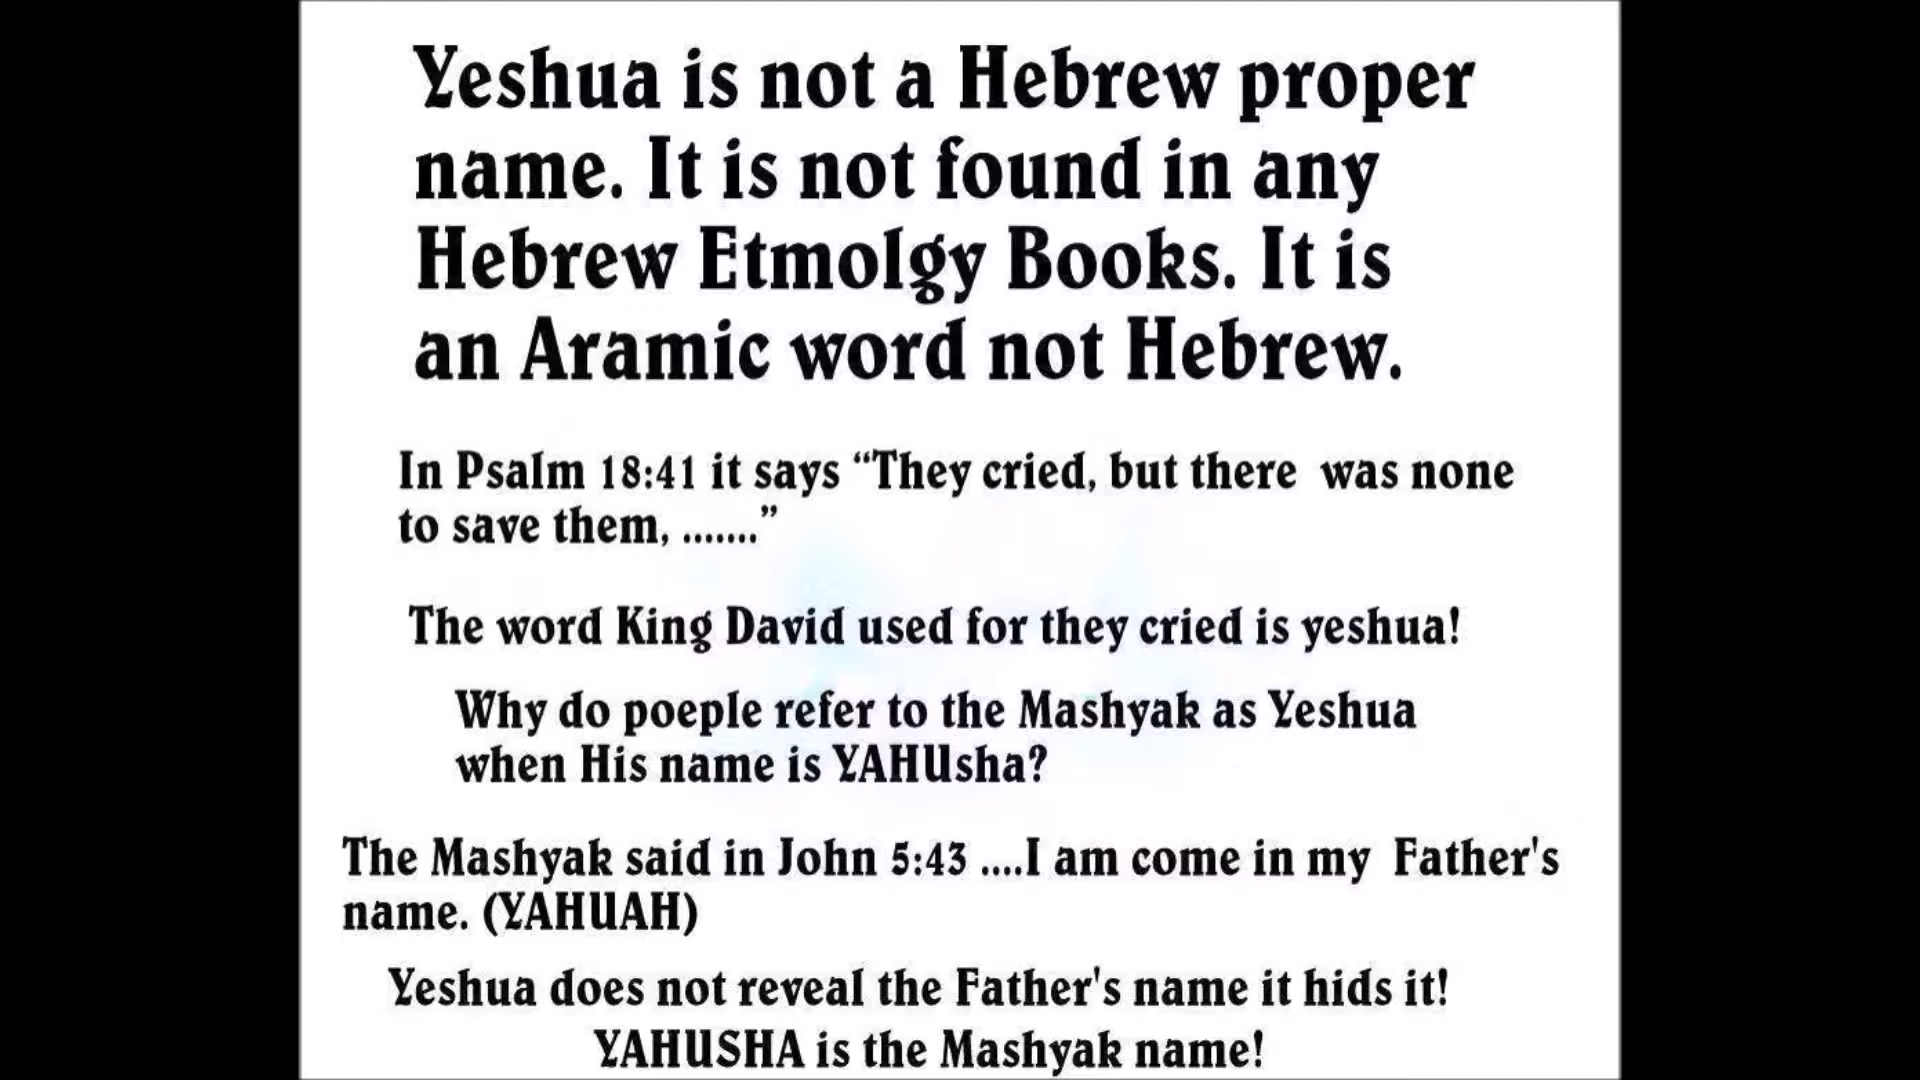 Yeshua is not a Hebrew proper
name. It is not found in any
Hebrew Etmolgy Books. It is
an Aramic word not Hebrew.
In Psalm 18:41 it says “They cried, but there was none
to save them, .......”
The word King David used for they cried is yeshua!
Why do poeple refer to the Mashyak as Yeshua
when His name is YAHUsha?
The Mashyak said in John 5:43 ....I am come in my Father's
name. (YAHUAH)
Yeshua does not reveal the Father's name it hids it!
YAHUSHA is the Mashyak name!